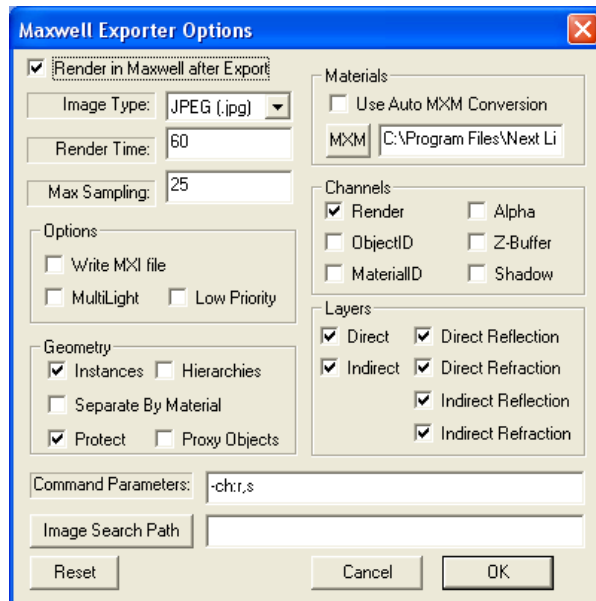 Maxwell Exporter Options
Render in Maxwell after Export
Image Type: JPEG (.jpg)
Render Time: 60
Max Sampling: 25
Options
Write MXI file
MultiLight Low Priority
Geometry
Instances Hierarchies
Separate By Material
Protect Proxy Objects
Materials
Use Auto MXM Conversion
MXM C:\Program Files\Next Li
Channels
Render Alpha
ObjectID Z-Buffer
MaterialID Shadow
Layers
Direct Direct Reflection
Indirect Direct Refraction
Indirect Reflection
Indirect Refraction
Command Parameters: -ch:r,s
Image Search Path
Reset Cancel OK